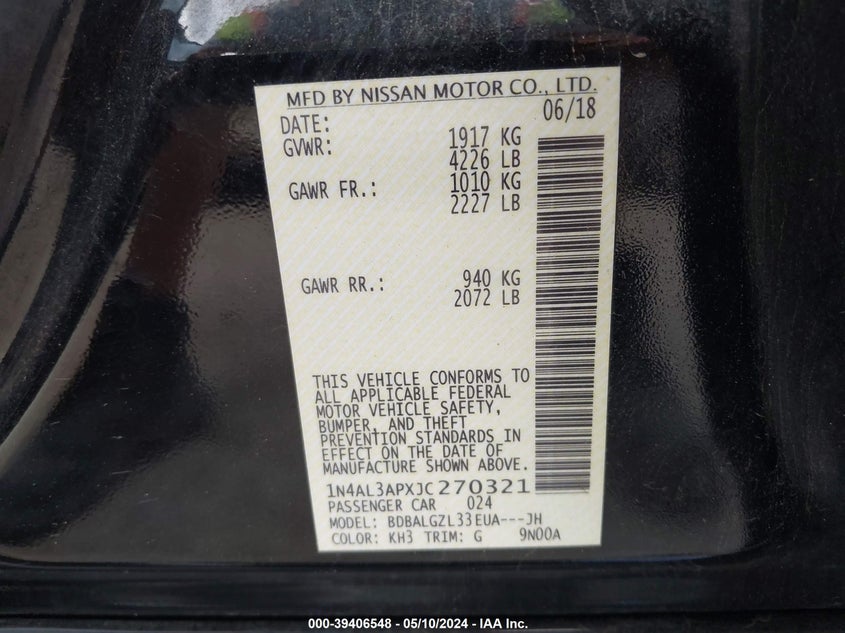 MFD BY NISSAN MOTOR CO., LTD.
DATE: 06/18
GVWR: 1917 KG
4226 LB
GAWR FR.: 1010 KG
2227 LB
GAWR RR.: 940 KG
2072 LB
THIS VEHICLE CONFORMS TO
ALL APPLICABLE FEDERAL
MOTOR VEHICLE SAFETY,
BUMPER, AND THEFT
PREVENTION STANDARDS IN
EFFECT ON THE DATE OF
MANUFACTURE SHOWN ABOVE.
1N4AL3APXJC270321
PASSENGER CAR 024
MODEL: BDBALGZL33EUA---JH
COLOR: KH3 TRIM: G 9N00A
000-39406548 - 05/10/2024 - IAA Inc.